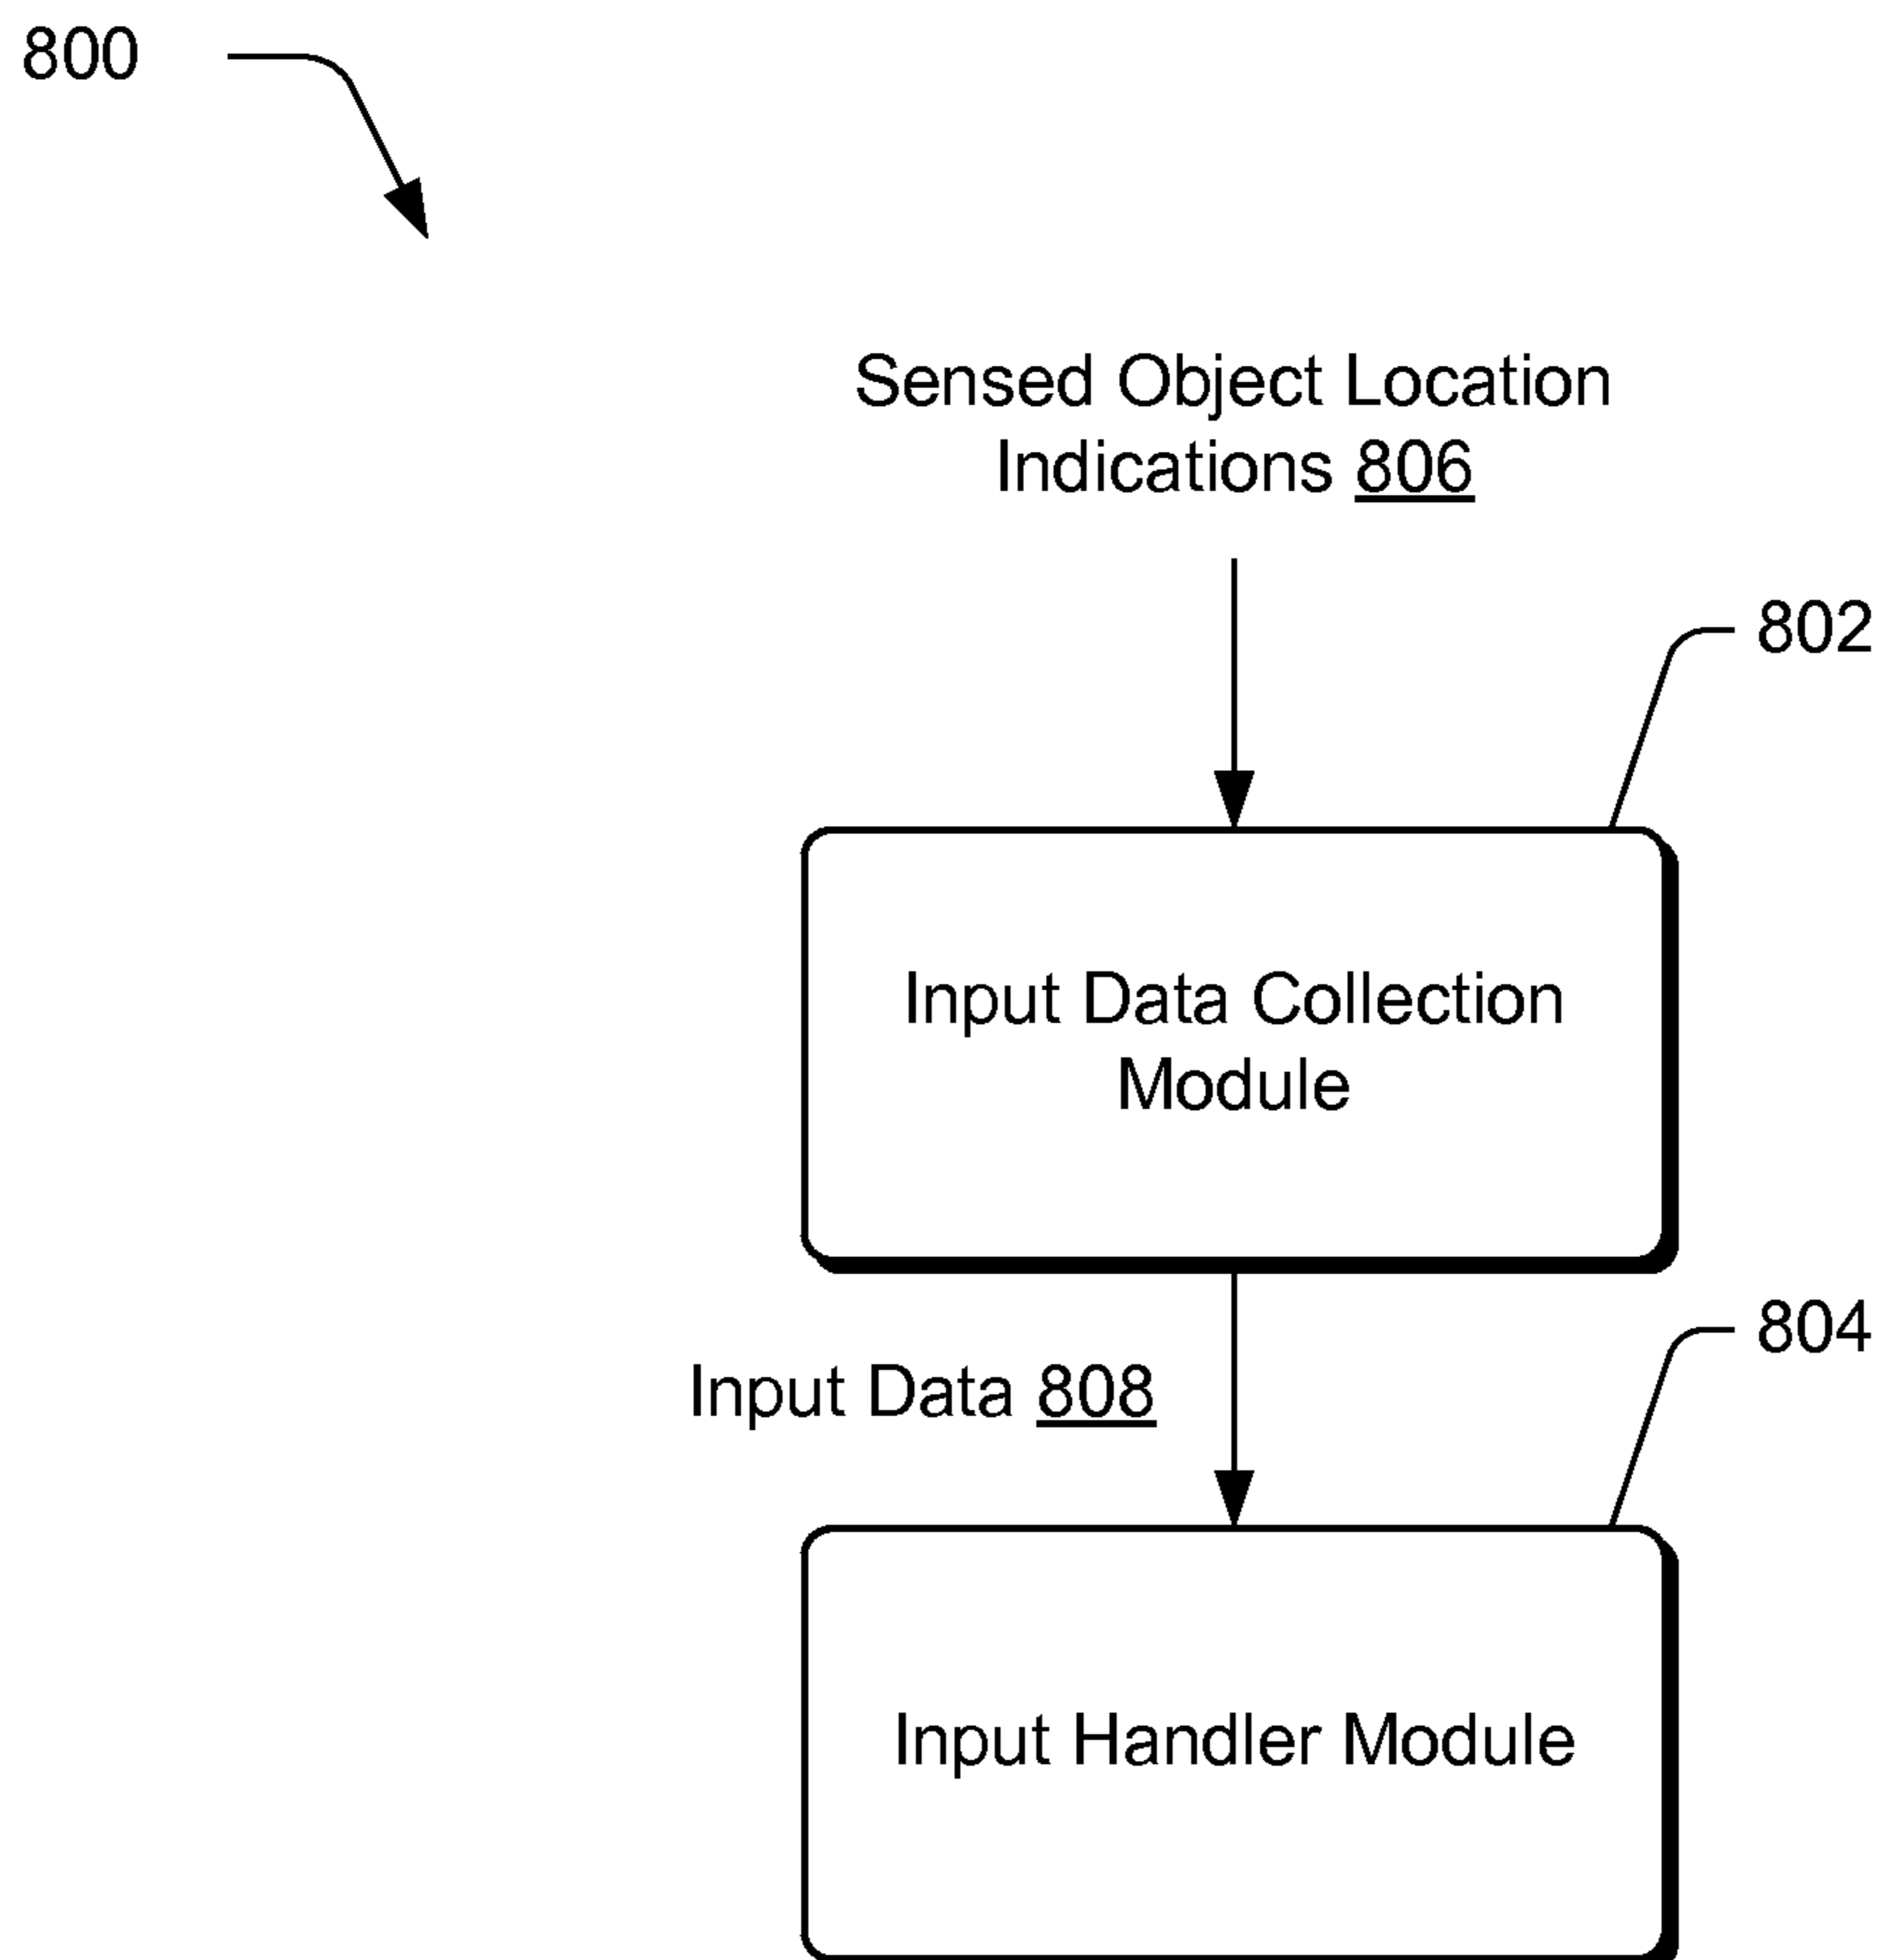 800
Sensed Object Location
Indications 806
802
Input Data Collection
Module
804
Input Data 808
Input Handler Module